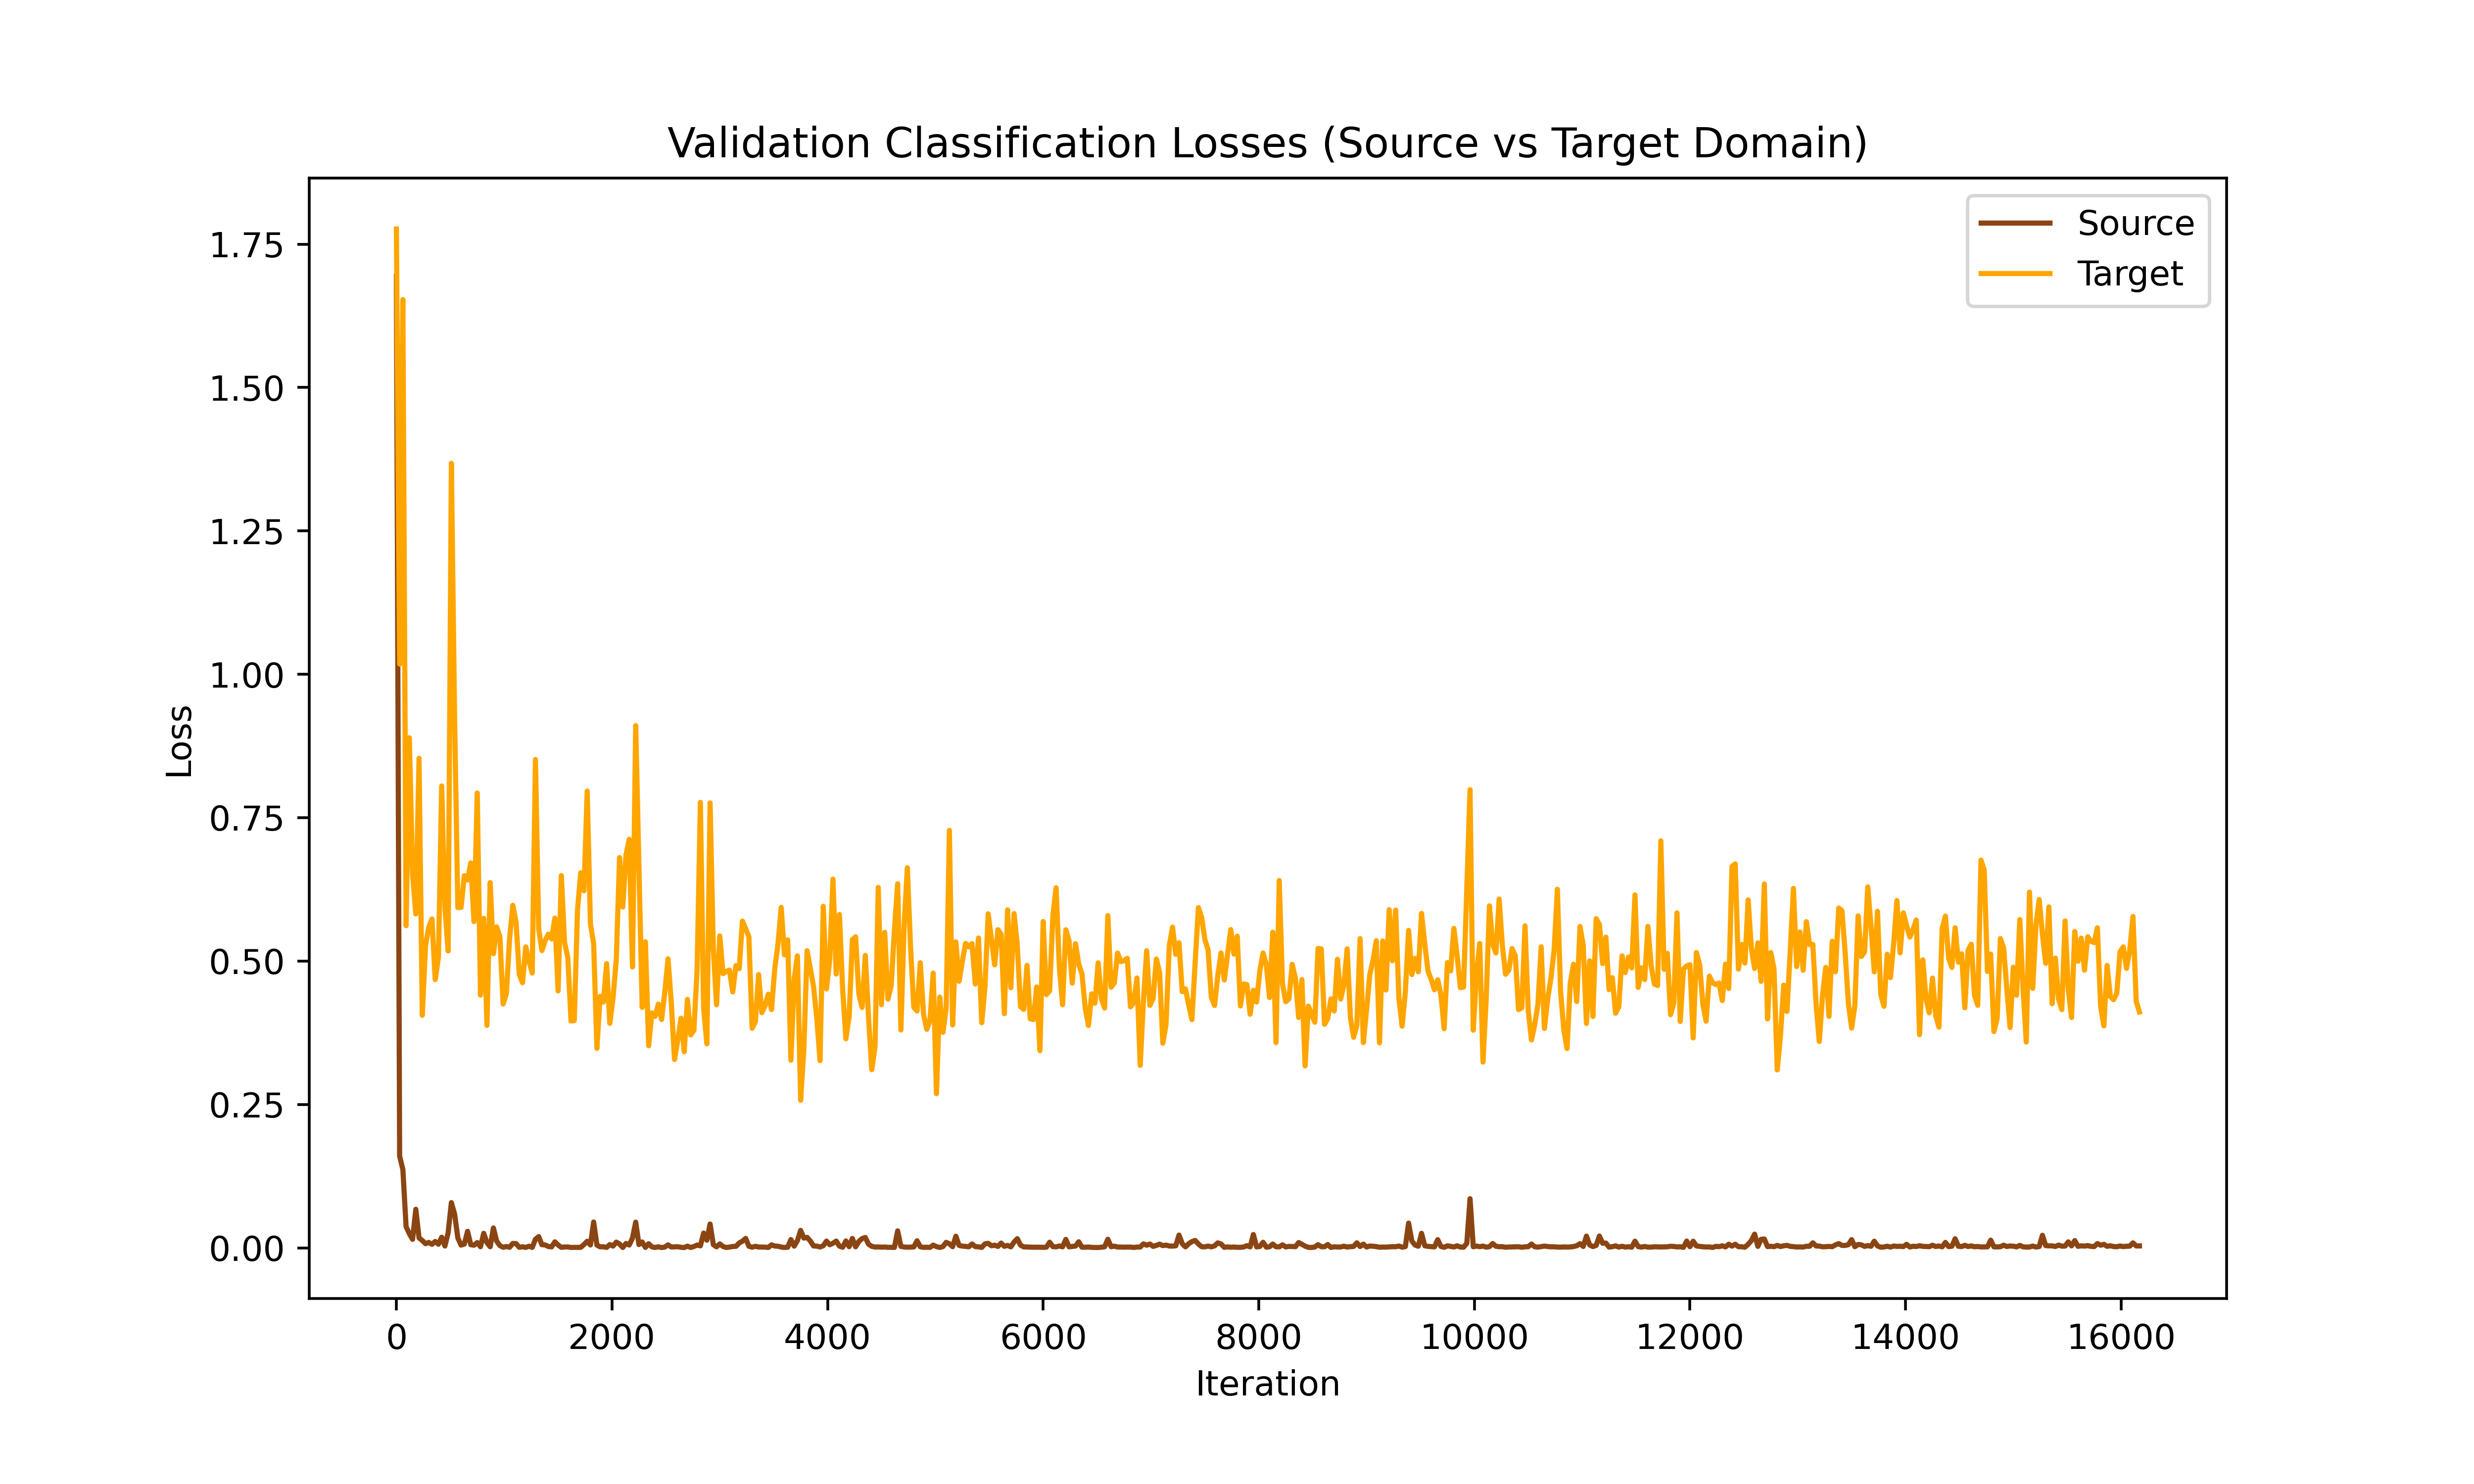 Validation Classification Losses (Source vs Target Domain)
Source
Target
1.75
1.50
1.25
1.00
0.75
0.50
0.25
0.00
Loss
0 2000 4000 6000 8000 10000 12000 14000 16000
Iteration